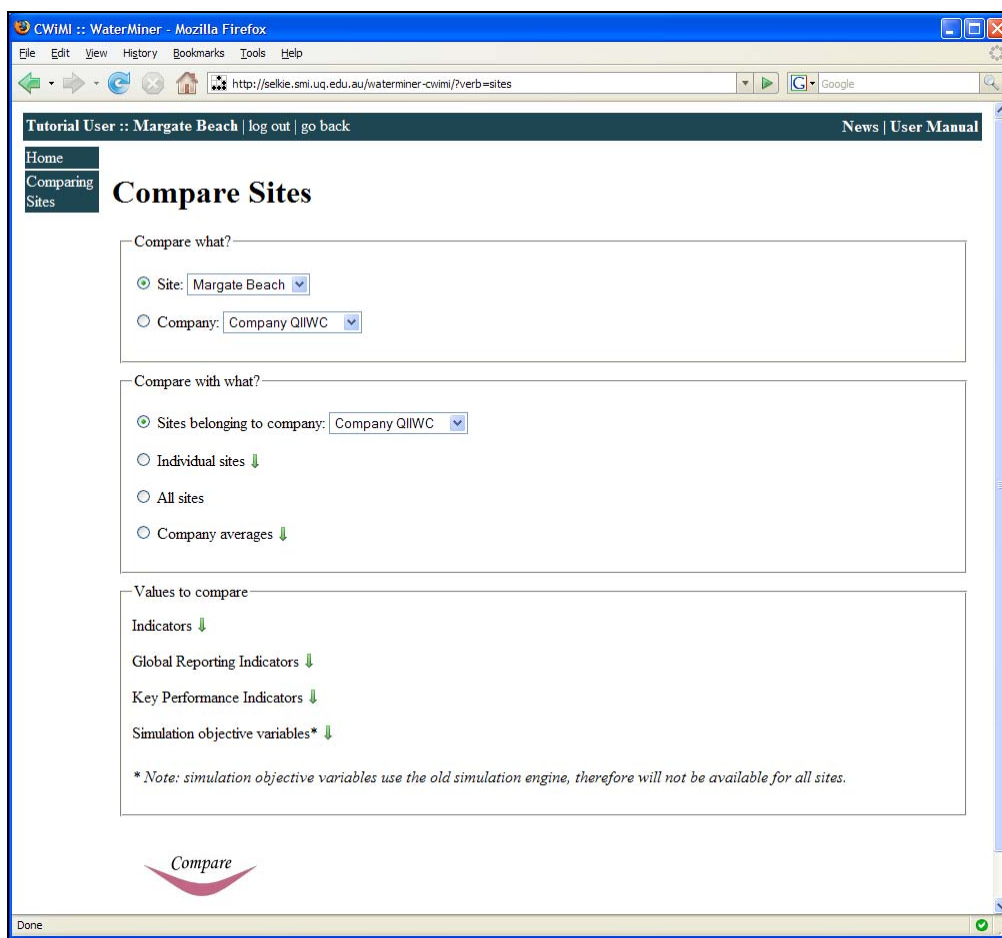 CWiMI :: WaterMiner - Mozilla Firefox
File Edit View History Bookmarks Tools Help
http://selkie.smi.uq.edu.au/waterminer-cwimi/?verb=sites
G Google
Tutorial User :: Margate Beach | log out | go back
News | User Manual
Home
Comparing
Sites
Compare Sites
Compare what?
Site: Margate Beach
Company: Company QIIWC
Compare with what?
Sites belonging to company: Company QIIWC
Individual sites
All sites
Company averages
Values to compare
Indicators
Global Reporting Indicators
Key Performance Indicators
Simulation objective variables*
* Note: simulation objective variables use the old simulation engine, therefore will not be available for all sites.
Compare
Done